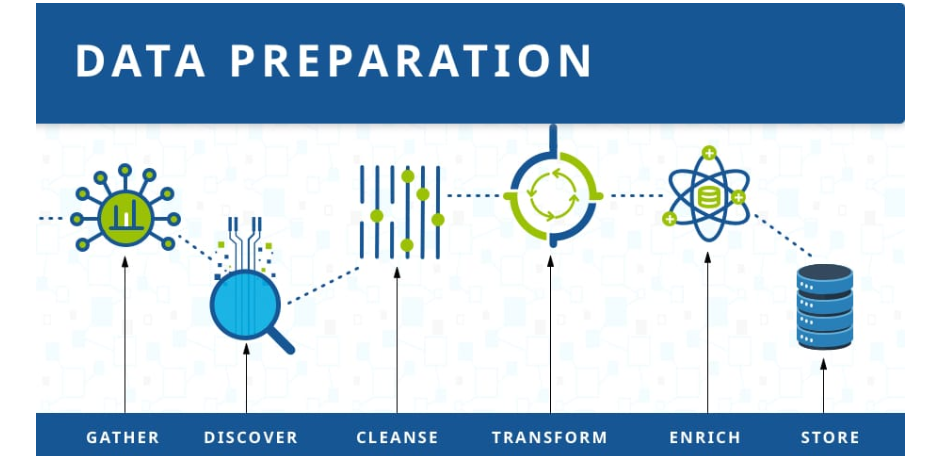 DATA PREPARATION
GATHER DISCOVER CLEANSE TRANSFORM ENRICH STORE